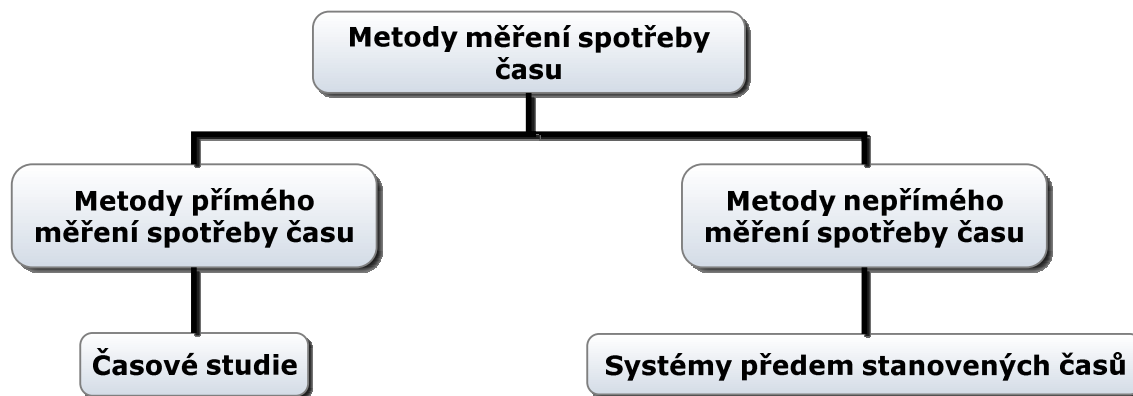 Metody měření spotřeby
času
Metody přímého
měření spotřeby času
Metody nepřímého
měření spotřeby času
Časové studie
Systémy předem stanovených časů